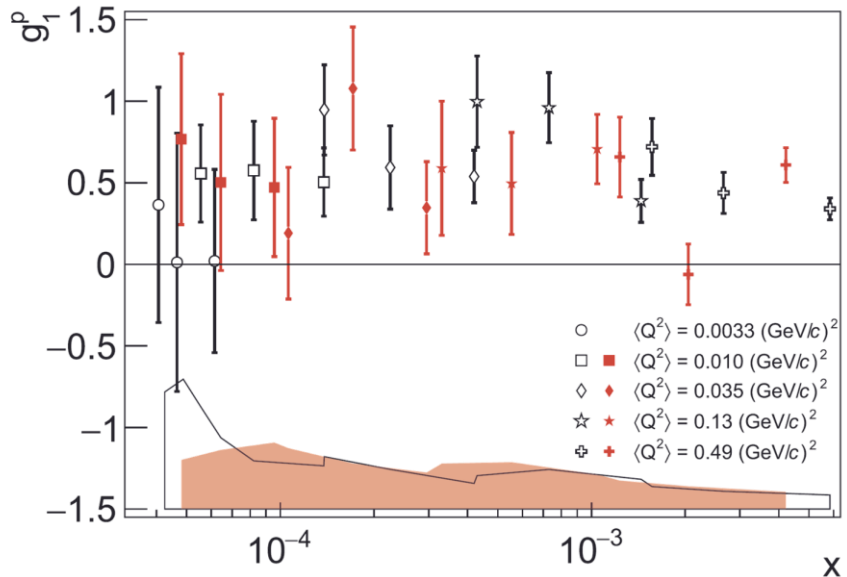 g₁ᵖ
1.5
1
0.5
0
−0.5
−1
−1.5
⟨Q²⟩ = 0.0033 (GeV/c)²
⟨Q²⟩ = 0.010 (GeV/c)²
⟨Q²⟩ = 0.035 (GeV/c)²
⟨Q²⟩ = 0.13 (GeV/c)²
⟨Q²⟩ = 0.49 (GeV/c)²
10⁻⁴ 10⁻³
x